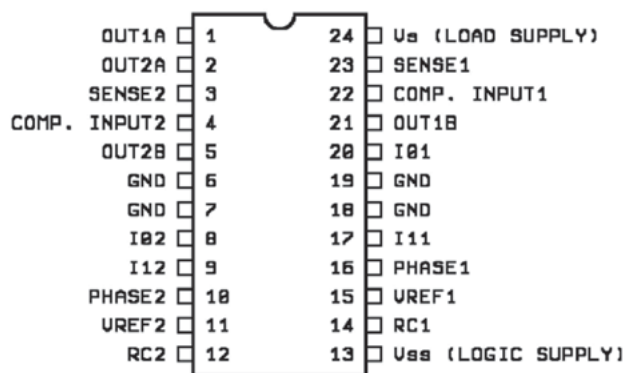 OUT1A 1 24 Vs (LOAD SUPPLY)
OUT2A 2 23 SENSE1
SENSE2 3 22 COMP. INPUT1
COMP. INPUT2 4 21 OUT1B
OUT2B 5 20 I01
GND 6 19 GND
GND 7 18 GND
I02 8 17 I11
I12 9 16 PHASE1
PHASE2 10 15 VREF1
VREF2 11 14 RC1
RC2 12 13 Vss (LOGIC SUPPLY)